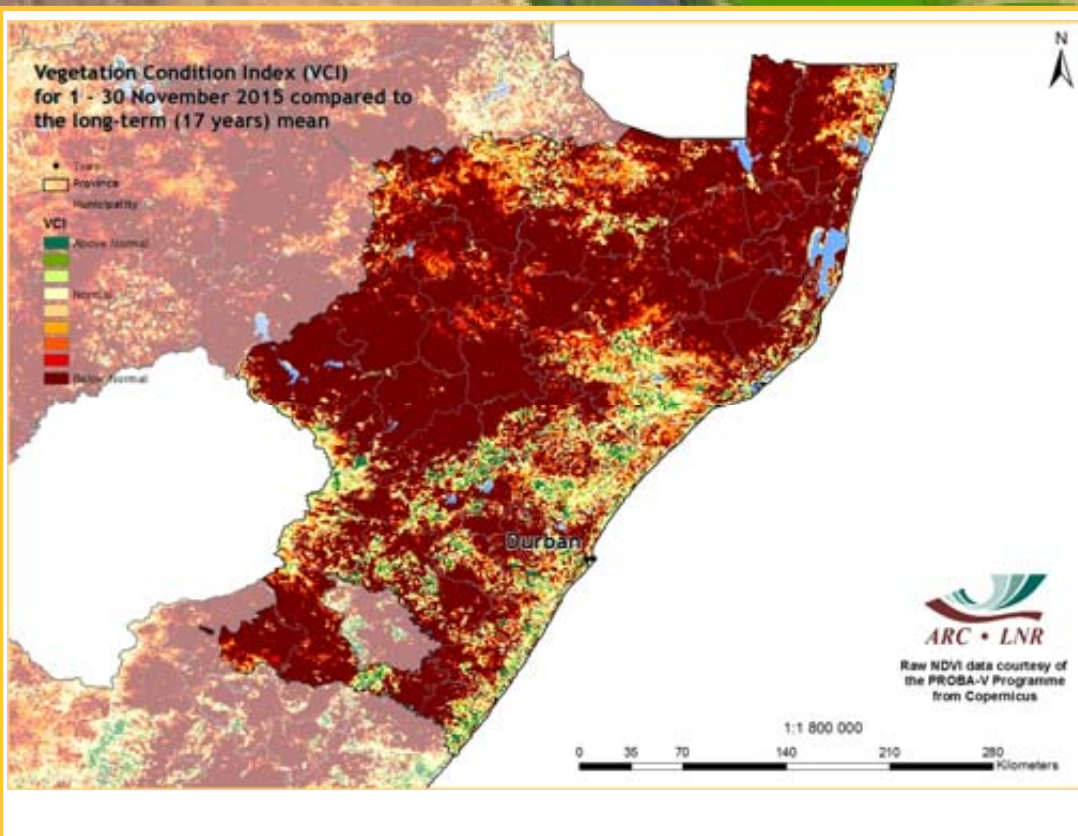 Vegetation Condition Index (VCI)
for 1 - 30 November 2015 compared to
the long-term (17 years) mean
Town
Province
Municipality
VCI
Above Normal
Normal
Below Normal
N
Durban
ARC • LNR
Raw NDVI data courtesy of
the PROBA-V Programme
from Copernicus
1:1 800 000
0 35 70 140 210 280
Kilometers